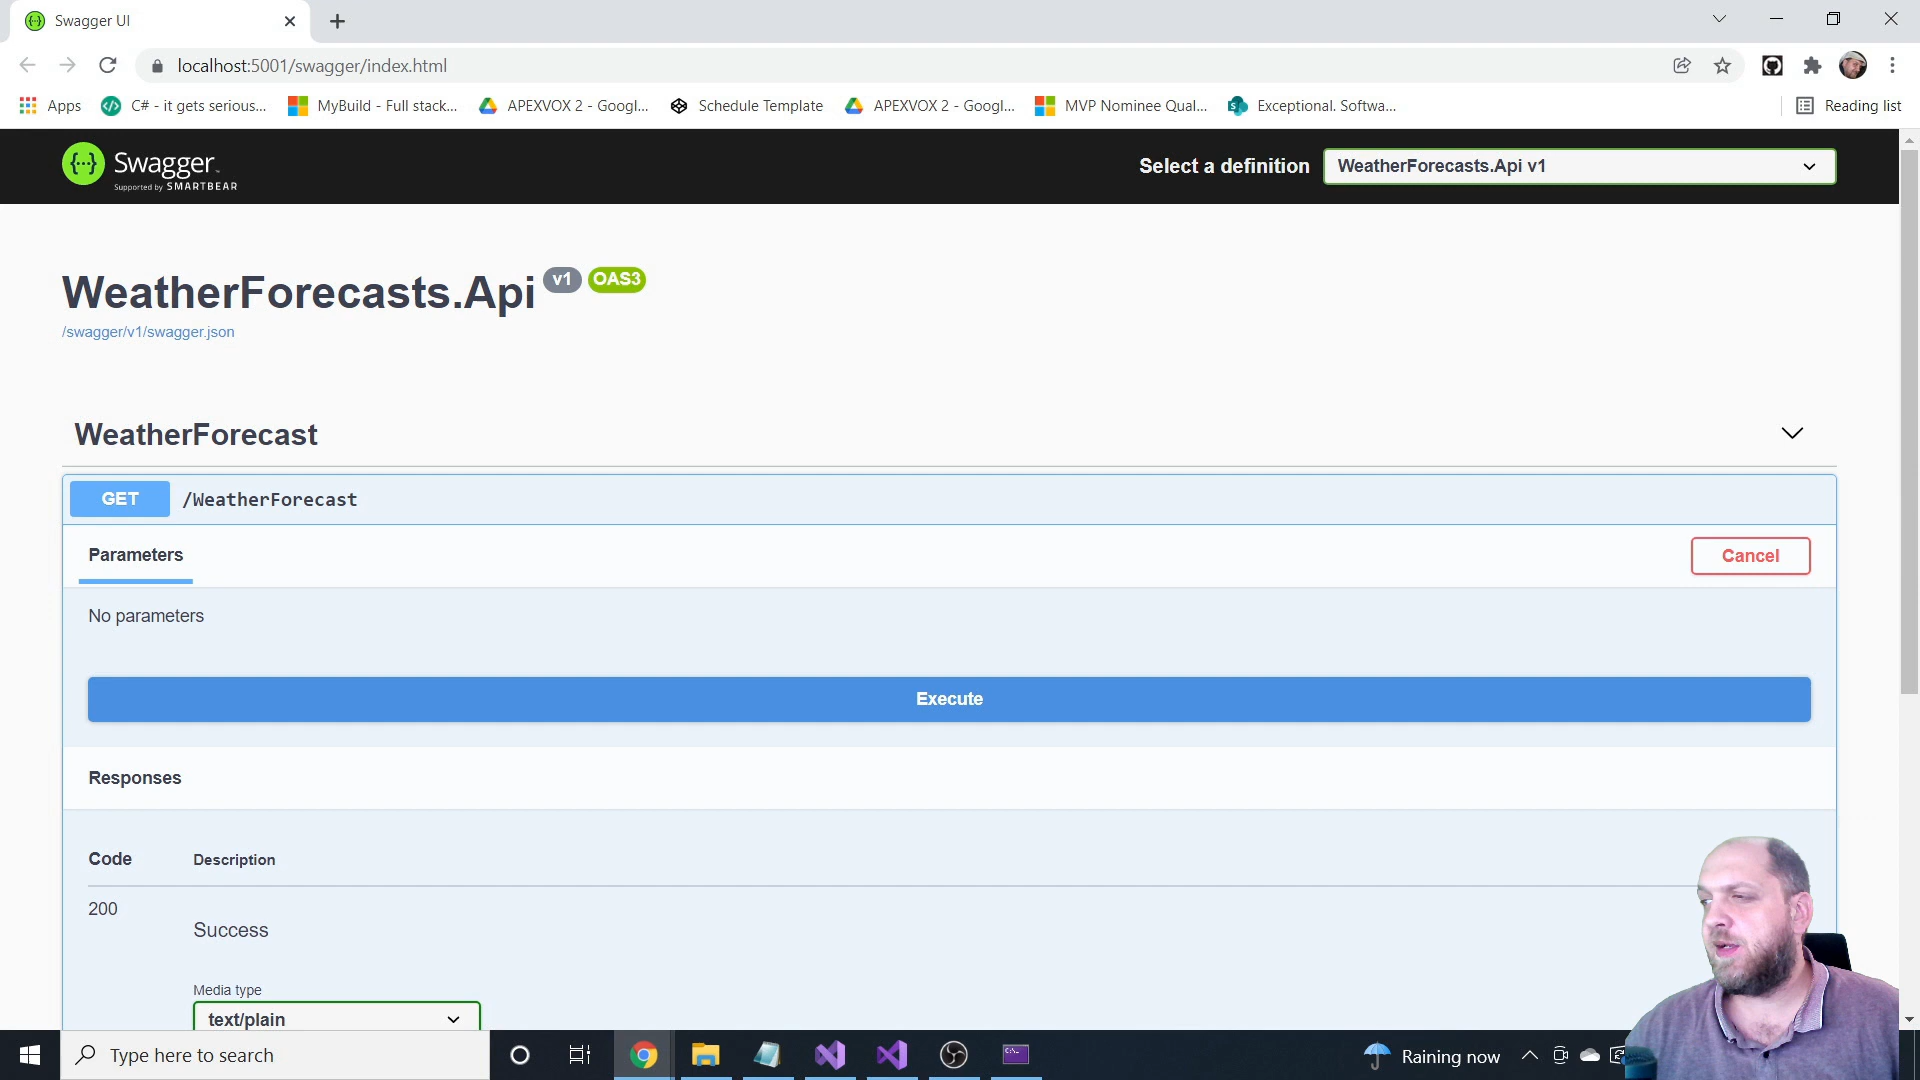 Swagger UI
localhost:5001/swagger/index.html
Apps
C# - it gets serious...
MyBuild - Full stack...
APEXVOX 2 - Googl...
Schedule Template
APEXVOX 2 - Googl...
MVP Nominee Qual...
Exceptional. Softwa...
Reading list
{···} Swagger
Supported by SMARTBEAR
Select a definition
WeatherForecasts.Api v1
WeatherForecasts.Api v1 OAS3
/swagger/v1/swagger.json
WeatherForecast
GET /WeatherForecast
Parameters
Cancel
No parameters
Execute
Responses
Code Description
200
Success
Media type
text/plain
Type here to search
Raining now